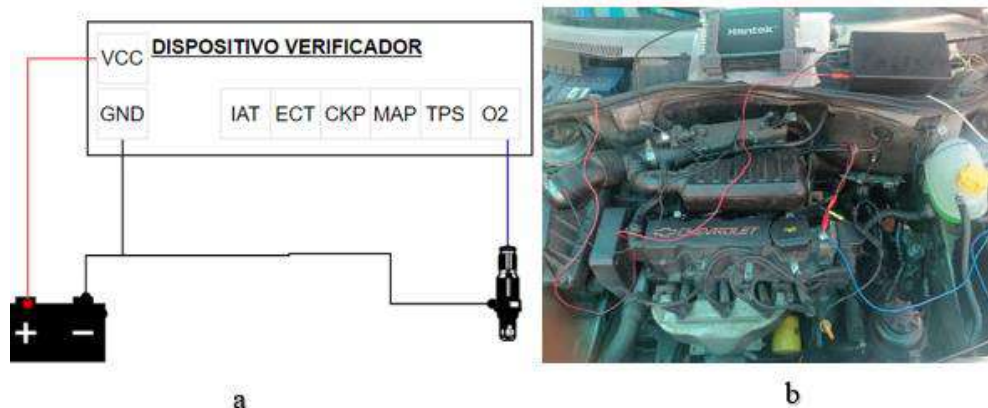 DISPOSITIVO VERIFICADOR
VCC
GND
IAT ECT CKP MAP TPS O2
+ −
a
Hantek
CHEVROLET
b